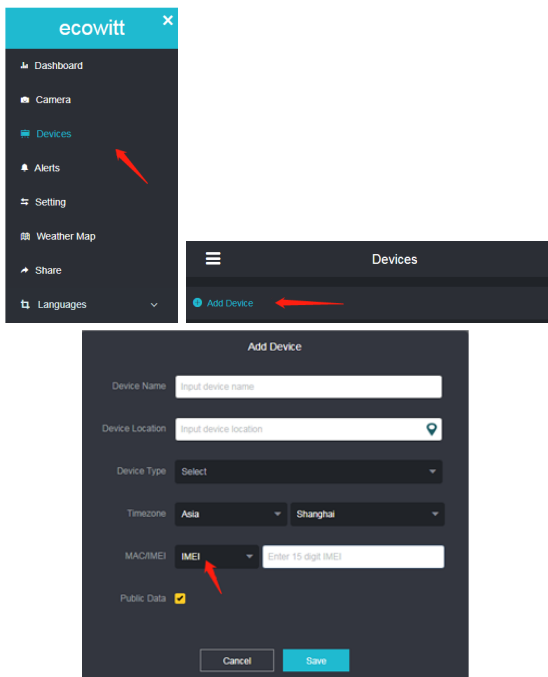 ecowitt
Dashboard
Camera
Devices
Alerts
Setting
Weather Map
Share
Languages
Devices
Add Device
Add Device
Device Name Input device name
Device Location Input device location
Device Type Select
Timezone Asia Shanghai
MAC/IMEI IMEI Enter 15 digit IMEI
Public Data
Cancel Save